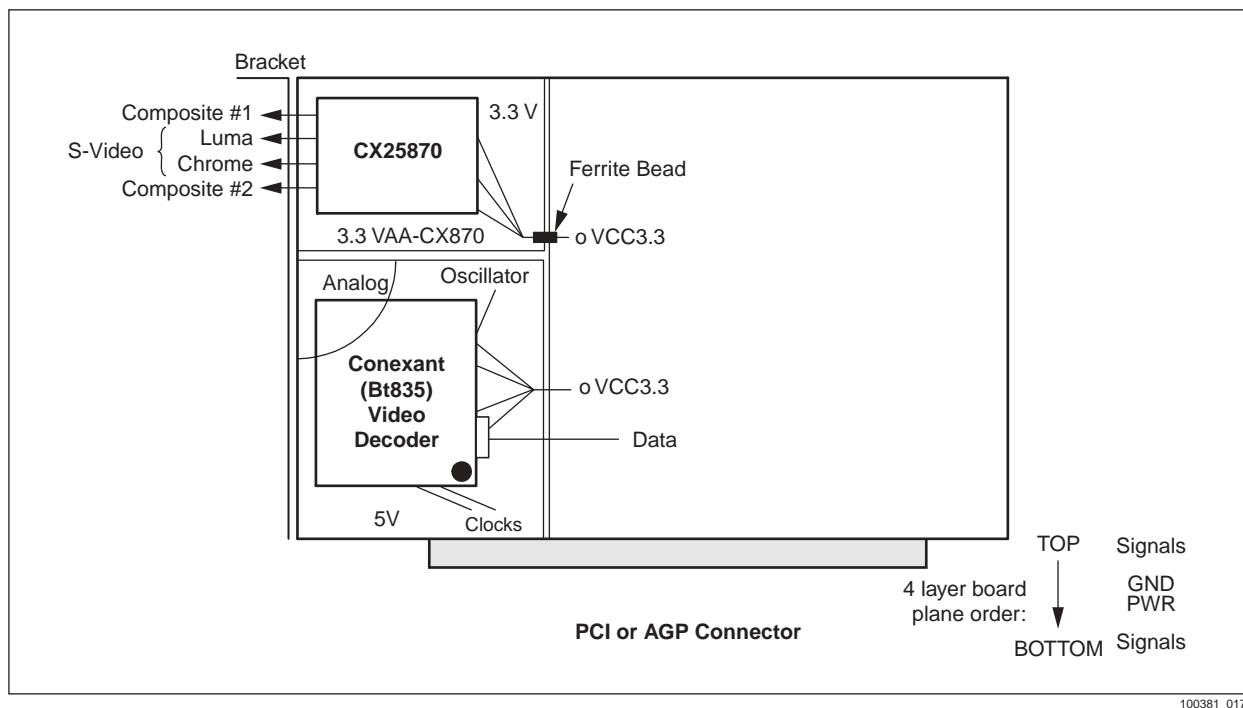 Bracket
Composite #1
Luma
S-Video
Chrome
Composite #2
CX25870
3.3 V
Ferrite Bead
3.3 VAA-CX870
o VCC3.3
Analog
Oscillator
Conexant
(Bt835)
Video
Decoder
o VCC3.3
Data
5V
Clocks
PCI or AGP Connector
4 layer board
plane order:
TOP
BOTTOM
Signals
GND
PWR
Signals
100381_017